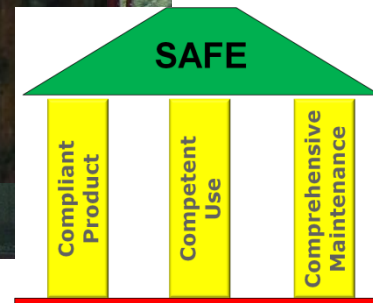 SAFE
Compliant
Product
Competent
Use
Comprehensive
Maintenance